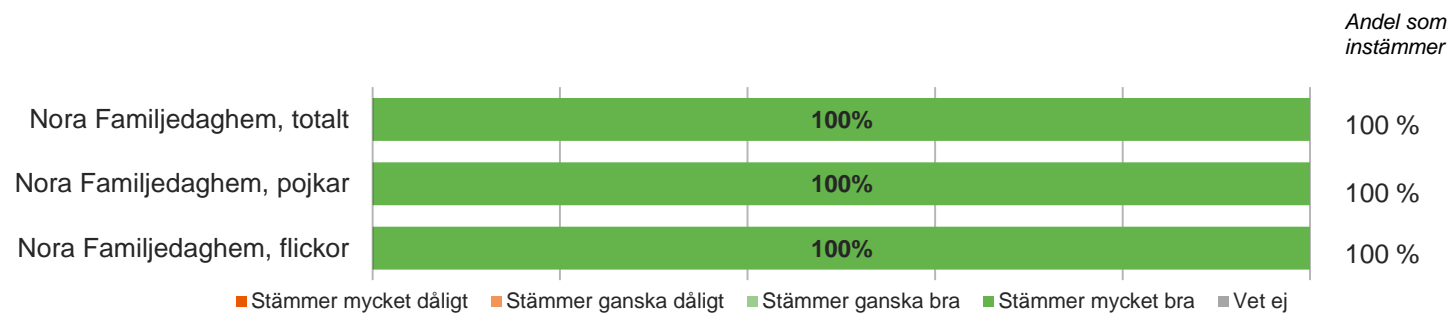 Andel som
instämmer
Nora Familjedaghem, totalt 100% 100 %
Nora Familjedaghem, pojkar 100% 100 %
Nora Familjedaghem, flickor 100% 100 %
Stämmer mycket dåligt Stämmer ganska dåligt Stämmer ganska bra Stämmer mycket bra Vet ej